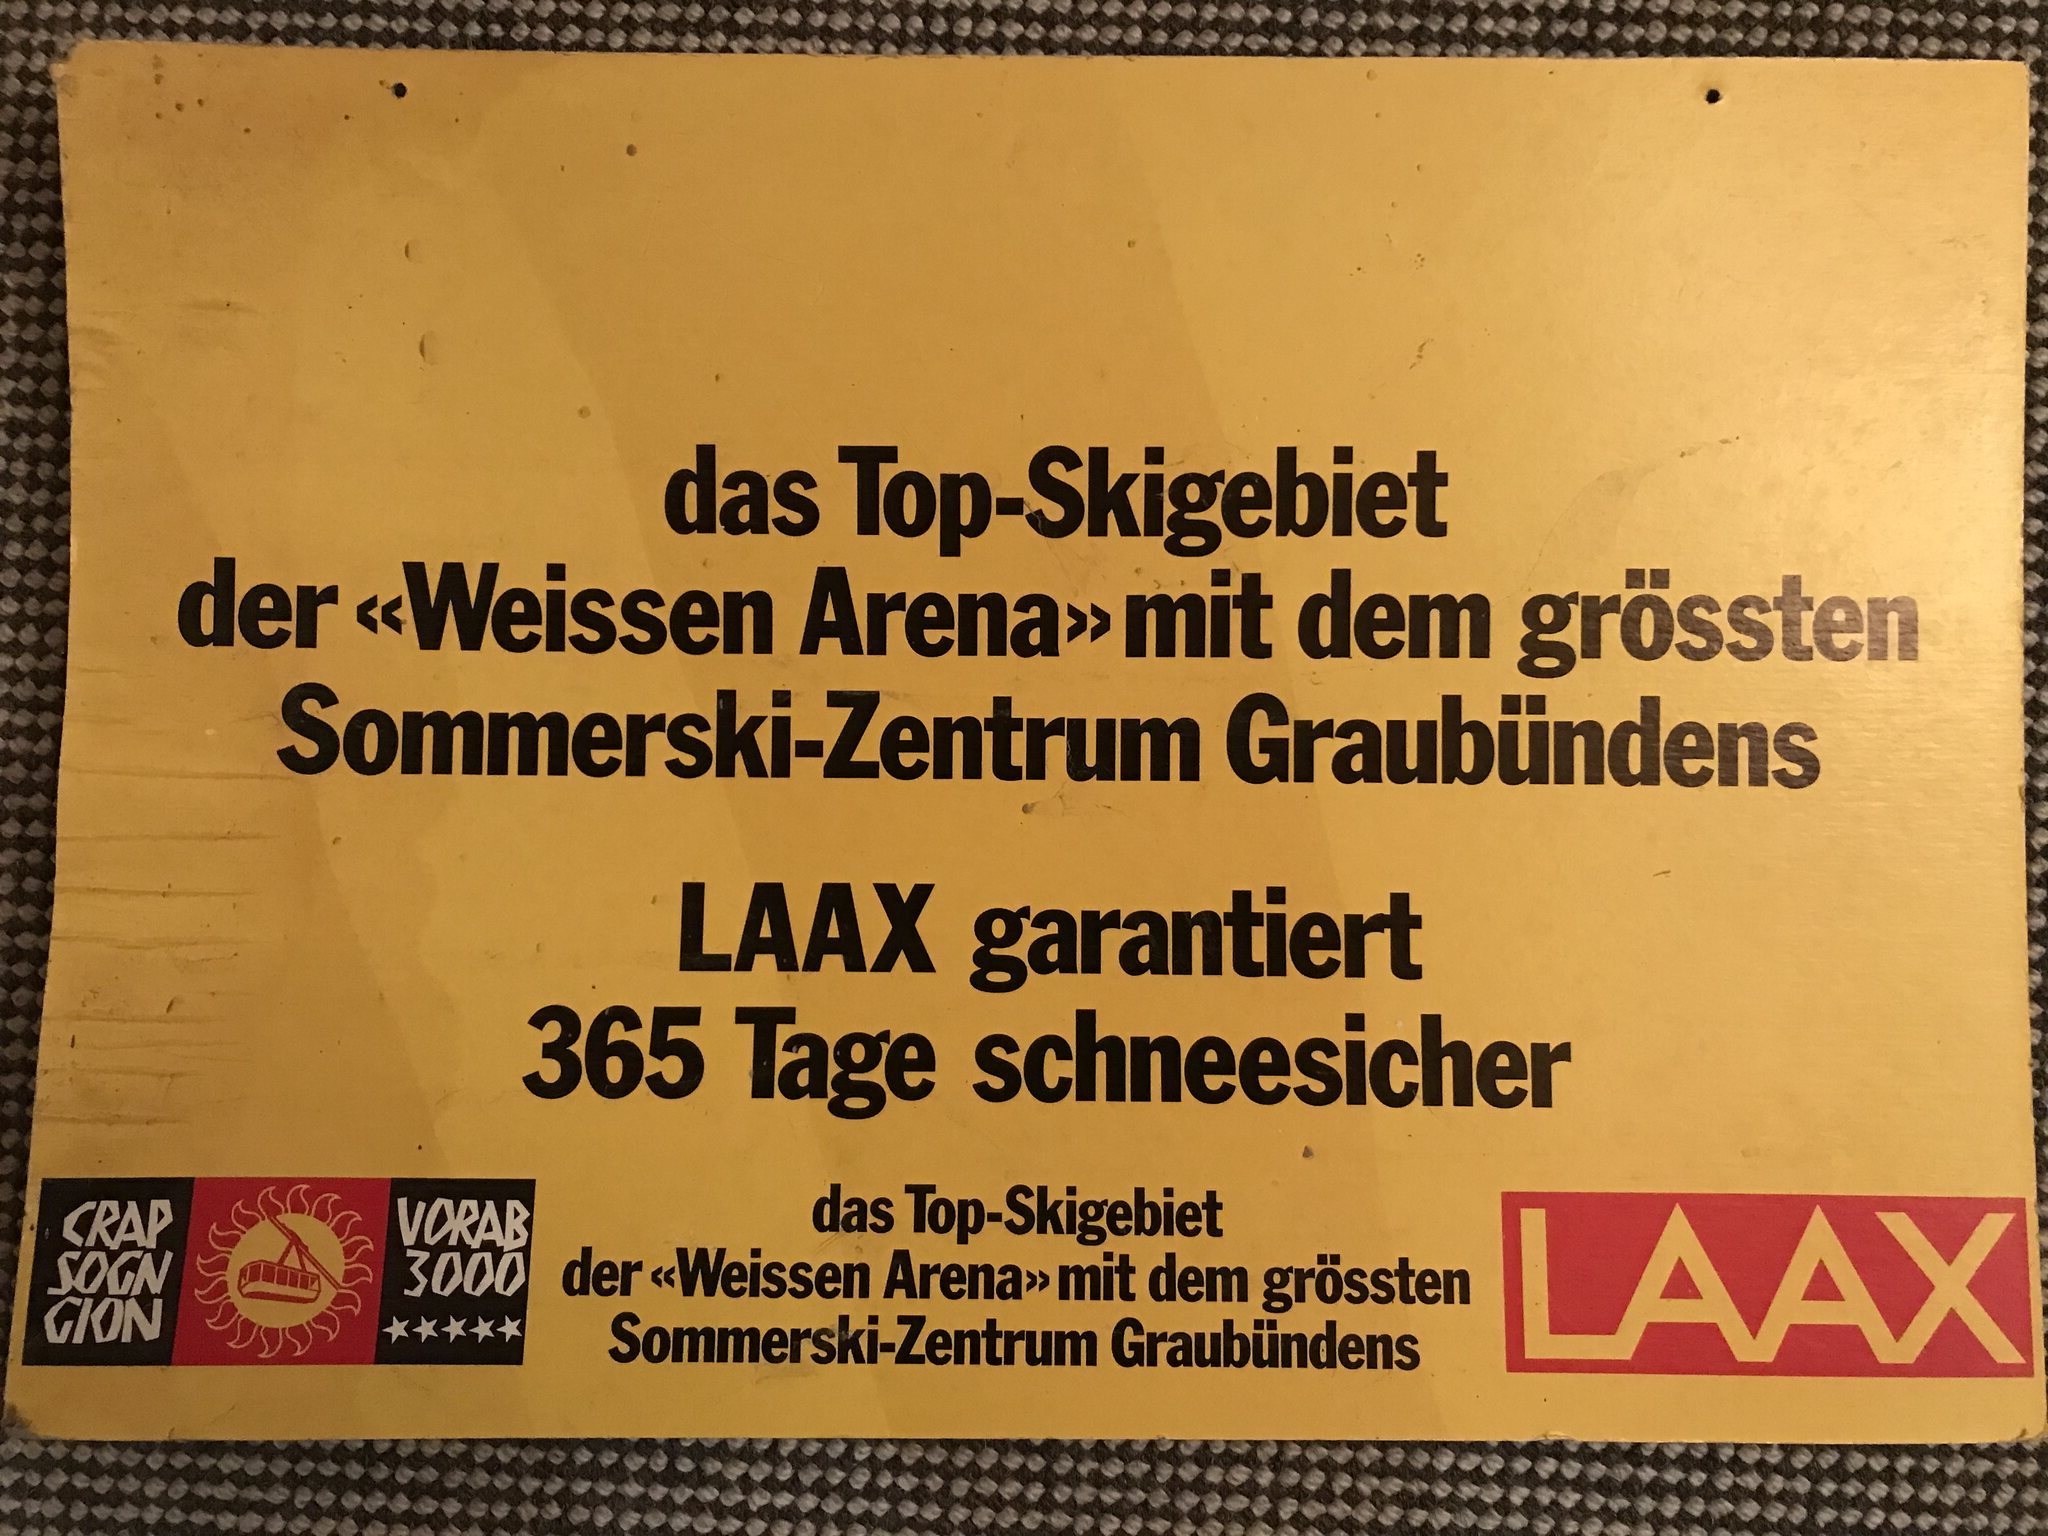 das Top-Skigebiet
der «Weissen Arena» mit dem grössten
Sommerski-Zentrum Graubündens
LAAX garantiert
365 Tage schneesicher
CRAP
SOGN
GION
VORAB
3000
das Top-Skigebiet
der «Weissen Arena» mit dem grössten
Sommerski-Zentrum Graubündens
LAAX